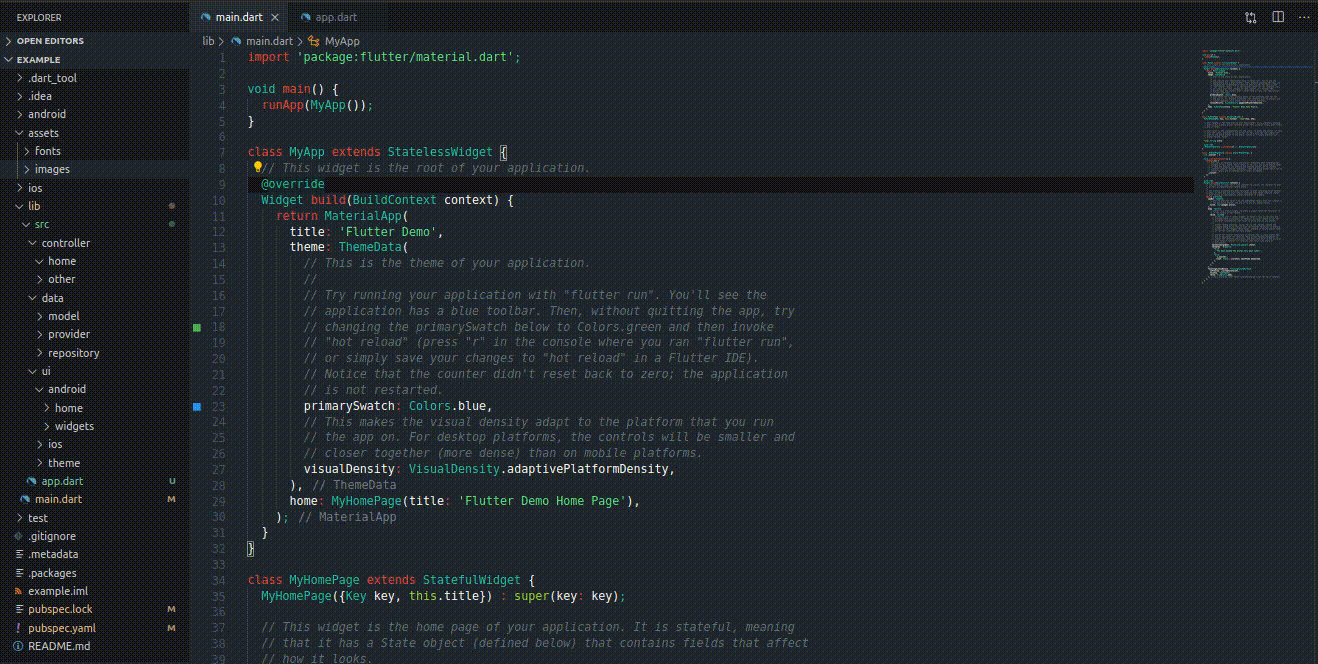 EXPLORER
OPEN EDITORS
EXAMPLE
.dart_tool
.idea
android
assets
fonts
images
ios
lib
src
controller
home
other
data
model
provider
repository
ui
android
home
widgets
ios
theme
app.dart U
main.dart M
test
.gitignore
.metadata
.packages
example.iml
pubspec.lock M
! pubspec.yaml M
README.md
main.dart app.dart
lib > main.dart > MyApp
1 import 'package:flutter/material.dart';
2
3 void main() {
4 runApp(MyApp());
5 }
6
7 class MyApp extends StatelessWidget {
8 // This widget is the root of your application.
9 @override
10 Widget build(BuildContext context) {
11 return MaterialApp(
12 title: 'Flutter Demo',
13 theme: ThemeData(
14 // This is the theme of your application.
15 //
16 // Try running your application with "flutter run". You'll see the
17 // application has a blue toolbar. Then, without quitting the app, try
18 // changing the primarySwatch below to Colors.green and then invoke
19 // "hot reload" (press "r" in the console where you ran "flutter run",
20 // or simply save your changes to "hot reload" in a Flutter IDE).
21 // Notice that the counter didn't reset back to zero; the application
22 // is not restarted.
23 primarySwatch: Colors.blue,
24 // This makes the visual density adapt to the platform that you run
25 // the app on. For desktop platforms, the controls will be smaller and
26 // closer together (more dense) than on mobile platforms.
27 visualDensity: VisualDensity.adaptivePlatformDensity,
28 ), // ThemeData
29 home: MyHomePage(title: 'Flutter Demo Home Page'),
30 ); // MaterialApp
31 }
32 }
33
34 class MyHomePage extends StatefulWidget {
35 MyHomePage({Key key, this.title}) : super(key: key);
36
37 // This widget is the home page of your application. It is stateful, meaning
38 // that it has a State object (defined below) that contains fields that affect
39 // how it looks.